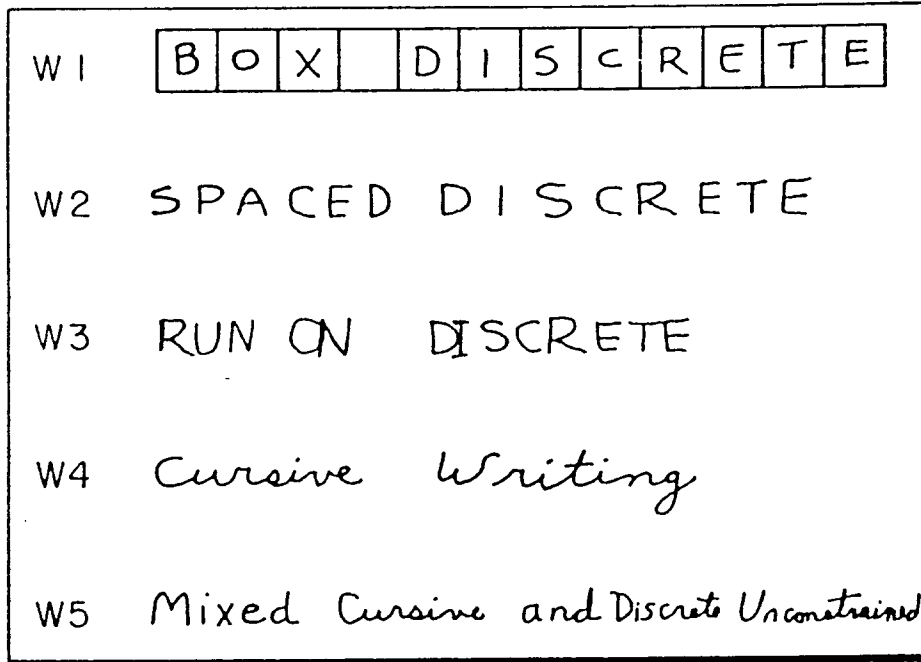 W1 BOX DISCRETE
W2 SPACED DISCRETE
W3 RUN ON DISCRETE
W4 Cursive Writing
W5 Mixed Cursive and Discrete Unconstrained